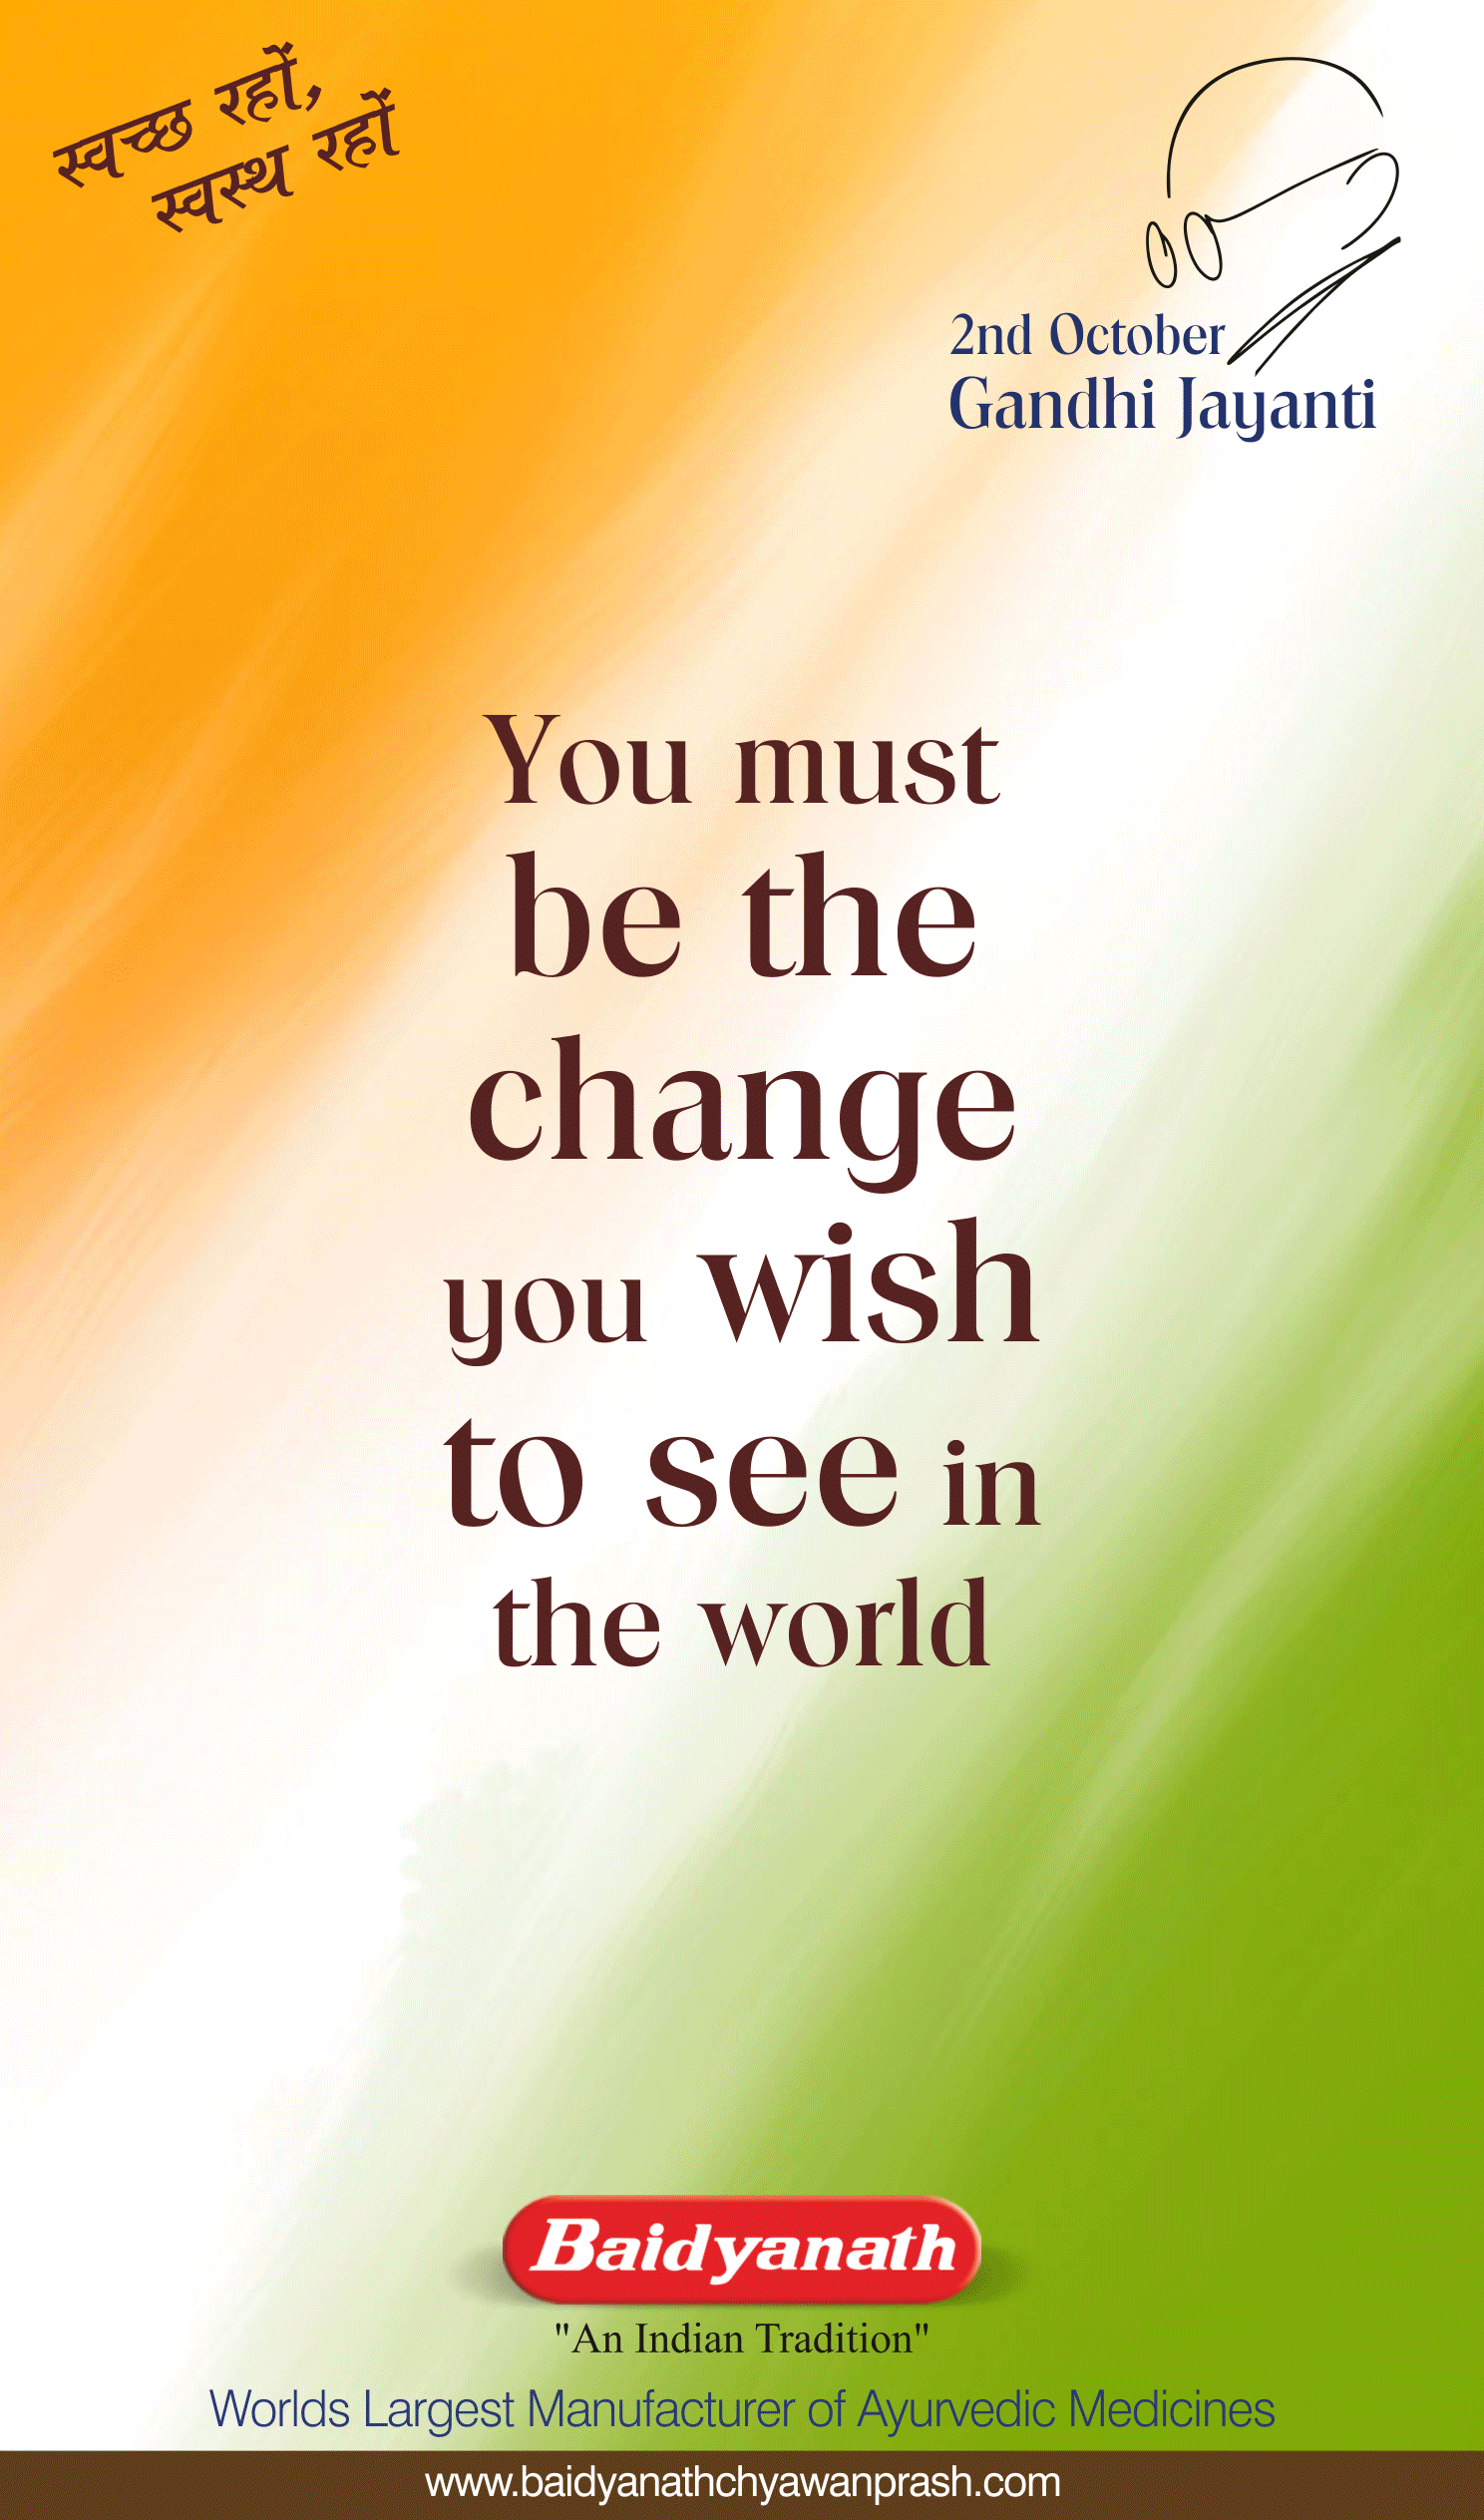 स्वच्छ रहों,
स्वस्थ रहों
2nd October
Gandhi Jayanti
You must
be the
change
you wish
to see in
the world
Baidyanath
"An Indian Tradition"
Worlds Largest Manufacturer of Ayurvedic Medicines
www.baidyanathchyawanprash.com